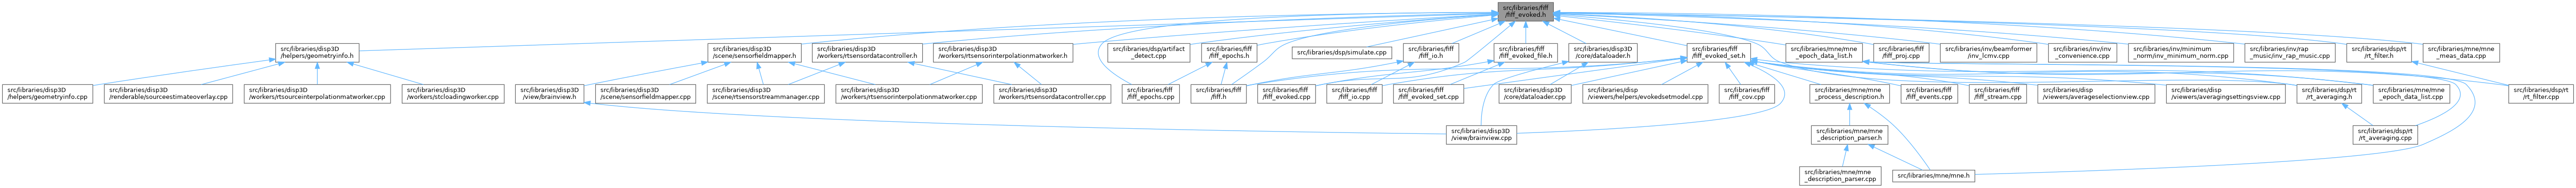 src/libraries/fiff
/fiff_evoked.h
src/libraries/disp3D
/helpers/geometryinfo.h
src/libraries/disp3D
/scene/sensorfieldmapper.h
src/libraries/disp3D
/workers/rtsensordatacontroller.h
src/libraries/disp3D
/workers/rtsensorinterpolationmatworker.h
src/libraries/dsp/artifact
_detect.cpp
src/libraries/fiff
/fiff_epochs.h
src/libraries/dsp/simulate.cpp
src/libraries/fiff
/fiff_io.h
src/libraries/fiff
/fiff_evoked_file.h
src/libraries/disp3D
/core/dataloader.h
src/libraries/fiff
/fiff_evoked_set.h
src/libraries/mne/mne
_epoch_data_list.h
src/libraries/fiff
/fiff_proj.cpp
src/libraries/inv/beamformer
/inv_lcmv.cpp
src/libraries/inv/inv
_convenience.cpp
src/libraries/inv/minimum
_norm/inv_minimum_norm.cpp
src/libraries/inv/rap
_music/inv_rap_music.cpp
src/libraries/dsp/rt
/rt_filter.h
src/libraries/mne/mne
_meas_data.cpp
src/libraries/disp3D
/helpers/geometryinfo.cpp
src/libraries/disp3D
/renderable/sourceestimateoverlay.cpp
src/libraries/disp3D
/workers/rtsourceinterpolationmatworker.cpp
src/libraries/disp3D
/workers/stcloadingworker.cpp
src/libraries/disp3D
/view/brainview.h
src/libraries/disp3D
/scene/sensorfieldmapper.cpp
src/libraries/disp3D
/scene/rtsensorstreammanager.cpp
src/libraries/disp3D
/workers/rtsensorinterpolationmatworker.cpp
src/libraries/disp3D
/workers/rtsensordatacontroller.cpp
src/libraries/fiff
/fiff_epochs.cpp
src/libraries/fiff
/fiff.h
src/libraries/fiff
/fiff_evoked.cpp
src/libraries/fiff
/fiff_io.cpp
src/libraries/fiff
/fiff_evoked_set.cpp
src/libraries/disp3D
/core/dataloader.cpp
src/libraries/disp
/viewers/helpers/evokedsetmodel.cpp
src/libraries/fiff
/fiff_cov.cpp
src/libraries/mne/mne
_process_description.h
src/libraries/fiff
/fiff_events.cpp
src/libraries/fiff
/fiff_stream.cpp
src/libraries/disp
/viewers/averageselectionview.cpp
src/libraries/disp
/viewers/averagingsettingsview.cpp
src/libraries/dsp/rt
/rt_averaging.h
src/libraries/mne/mne
_epoch_data_list.cpp
src/libraries/dsp/rt
/rt_filter.cpp
src/libraries/disp3D
/view/brainview.cpp
src/libraries/mne/mne
_description_parser.h
src/libraries/dsp/rt
/rt_averaging.cpp
src/libraries/mne/mne
_description_parser.cpp
src/libraries/mne/mne.h